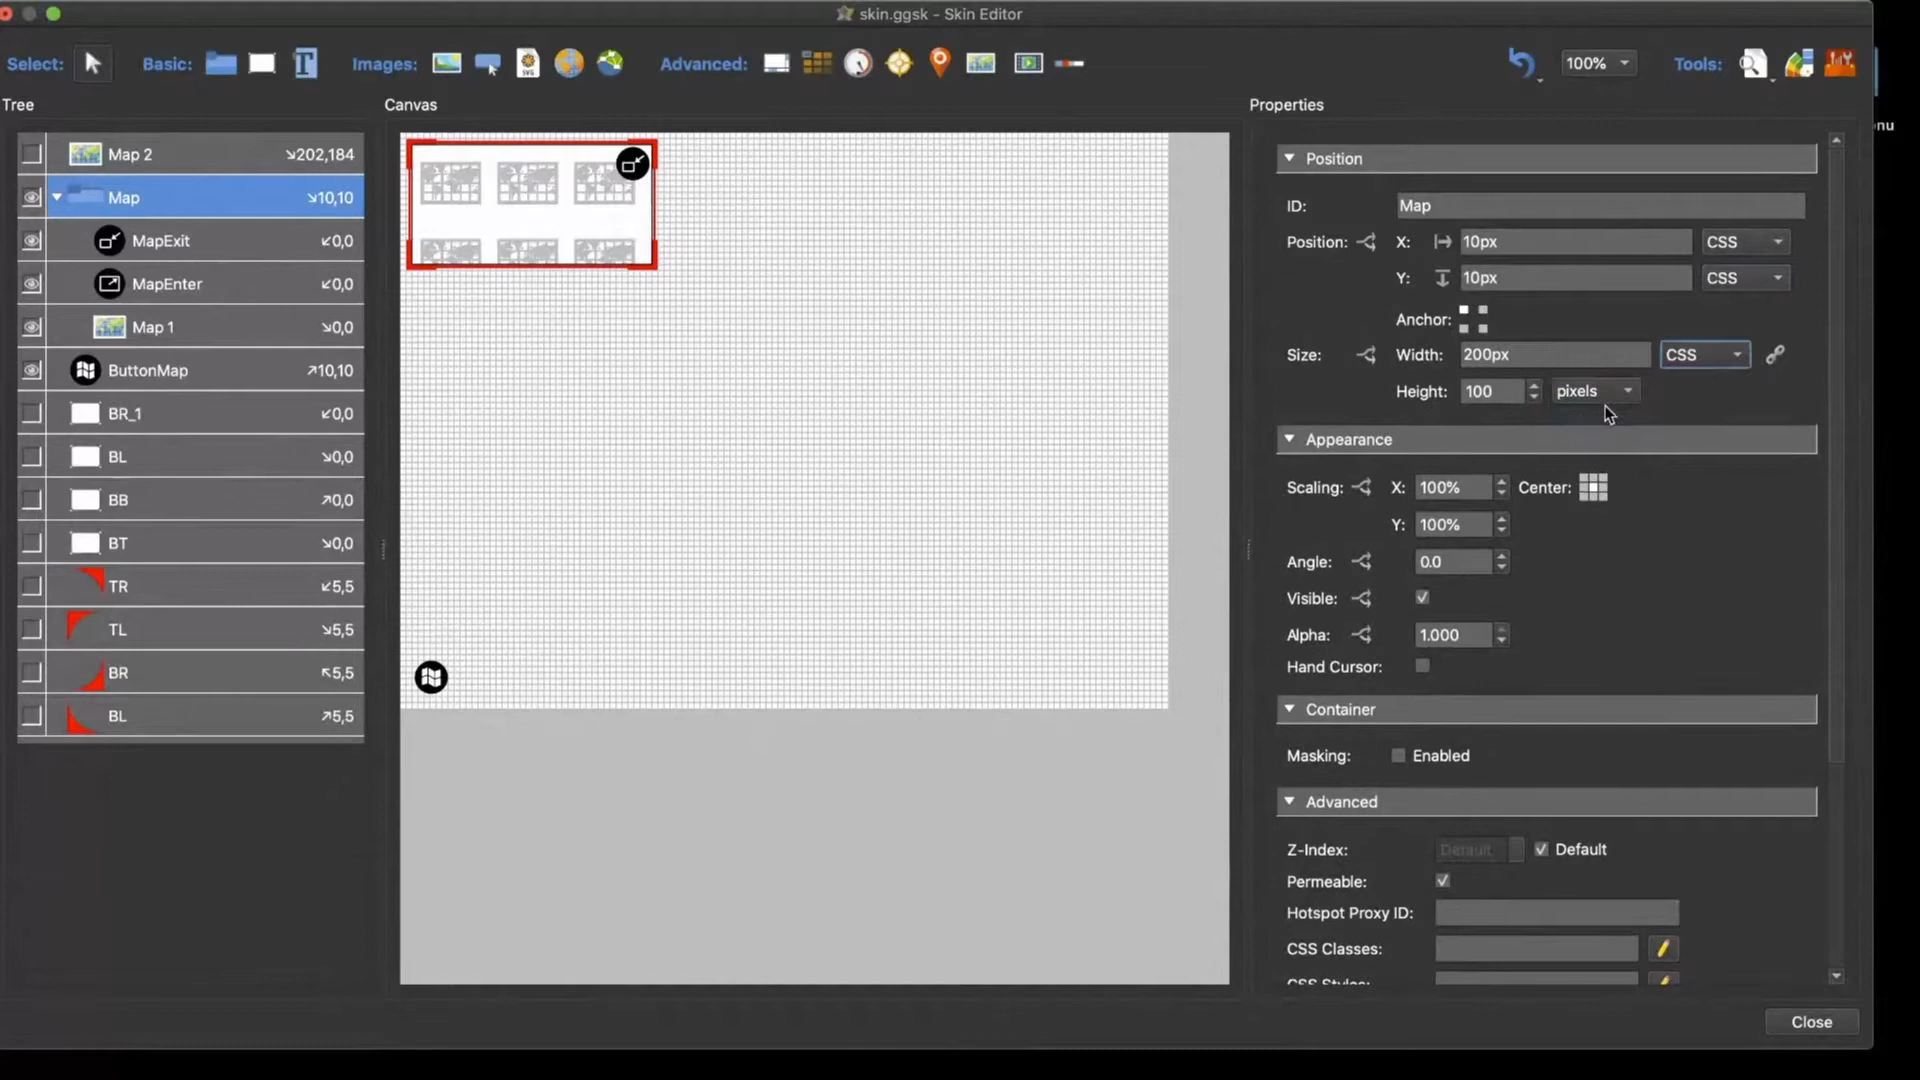 skin.ggsk - Skin Editor
Select: Basic: Images: SVG Advanced: 100% Tools:
Tree Canvas Properties
nu
Map 2 ↘202,184
Map ↘10,10
MapExit ↙0,0
MapEnter ↙0,0
Map 1 ↘0,0
ButtonMap ↗10,10
BR_1 ↙0,0
BL ↘0,0
BB ↗0,0
BT ↘0,0
TR ↙5,5
TL ↘5,5
BR ↖5,5
BL ↗5,5
Position
ID: Map
Position: X: 10px CSS
Y: 10px CSS
Anchor:
Size: Width: 200px CSS
Height: 100 pixels
Appearance
Scaling: X: 100% Center:
Y: 100%
Angle: 0.0
Visible:
Alpha: 1.000
Hand Cursor:
Container
Masking: Enabled
Advanced
Z-Index: Default Default
Permeable:
Hotspot Proxy ID:
CSS Classes:
CSS Styles:
Close